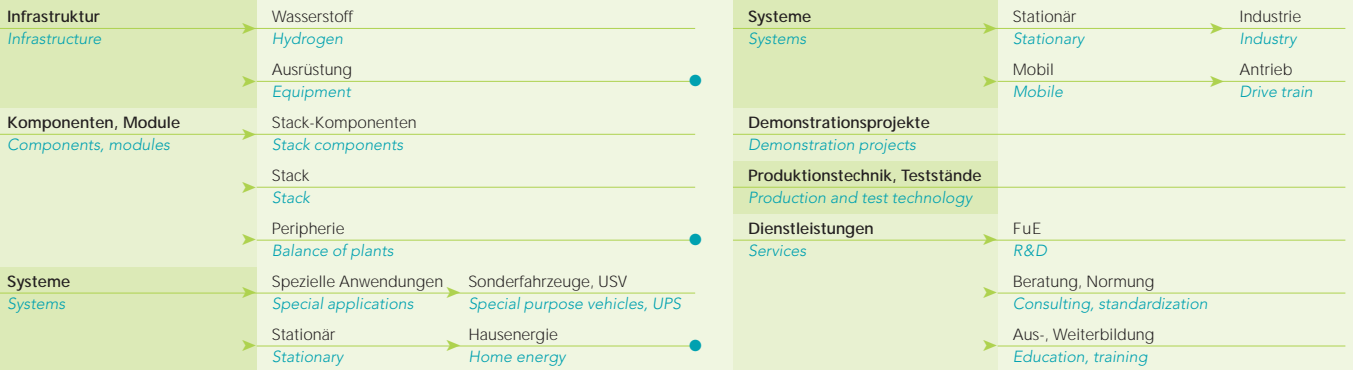 Infrastruktur
Infrastructure
Wasserstoff
Hydrogen
Ausrüstung
Equipment
Komponenten, Module
Components, modules
Stack-Komponenten
Stack components
Stack
Stack
Peripherie
Balance of plants
Systeme
Systems
Spezielle Anwendungen
Special applications
Sonderfahrzeuge, USV
Special purpose vehicles, UPS
Stationär
Stationary
Hausenergie
Home energy
Systeme
Systems
Stationär
Stationary
Industrie
Industry
Mobil
Mobile
Antrieb
Drive train
Demonstrationsprojekte
Demonstration projects
Produktionstechnik, Teststände
Production and test technology
Dienstleistungen
Services
FuE
R&D
Beratung, Normung
Consulting, standardization
Aus-, Weiterbildung
Education, training